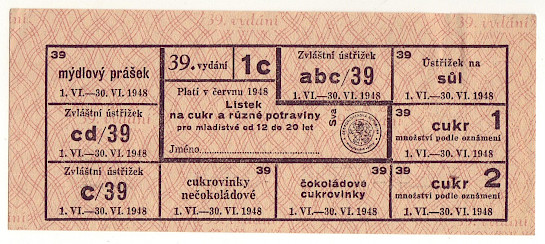 39. vydání
39. vydání
39
mýdlový prášek
1. VI.—30. VI. 1948
39. vydání
1c
Platí v červnu 1948
Lístek
na cukr a různé potraviny
pro mladistvé od 12 do 20 let
Jméno
Sva
Zvláštní ústřižek
abc/39
1. VI.—30. VI. 1948
39
Ústřižek na
sůl
1. VI.—30. VI. 1948
Zvláštní ústřižek
cd/39
1. VI.—30. VI. 1948
39
cukr 1
množství podle oznámení
1. VI.—30. VI. 1948
Zvláštní ústřižek
c/39
1. VI.—30. VI. 1948
39
cukrovinky
nečokoládové
1. VI.—30. VI. 1948
39
čokoládové
cukrovinky
1. VI.—30. VI. 1948
39
cukr 2
množství podle oznámení
1. VI.—30. VI. 1948